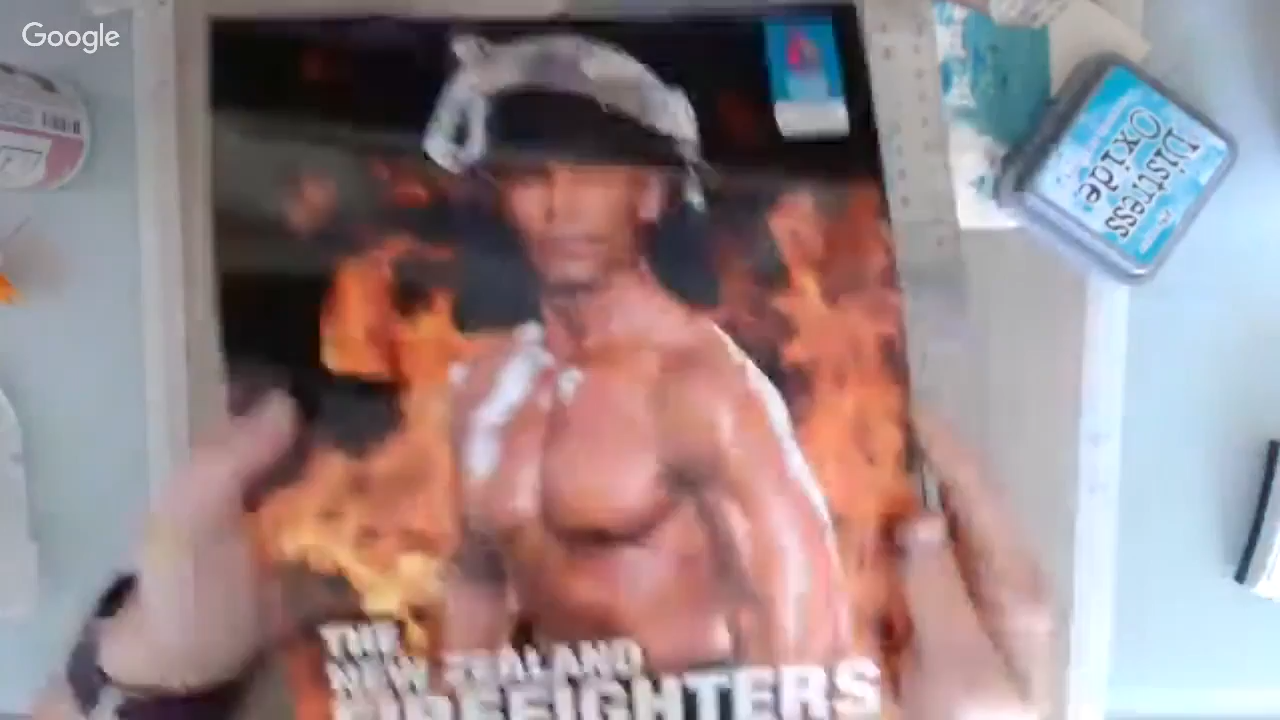 Google
Distress
Oxide
THE
NEW ZEALAND
FIREFIGHTERS